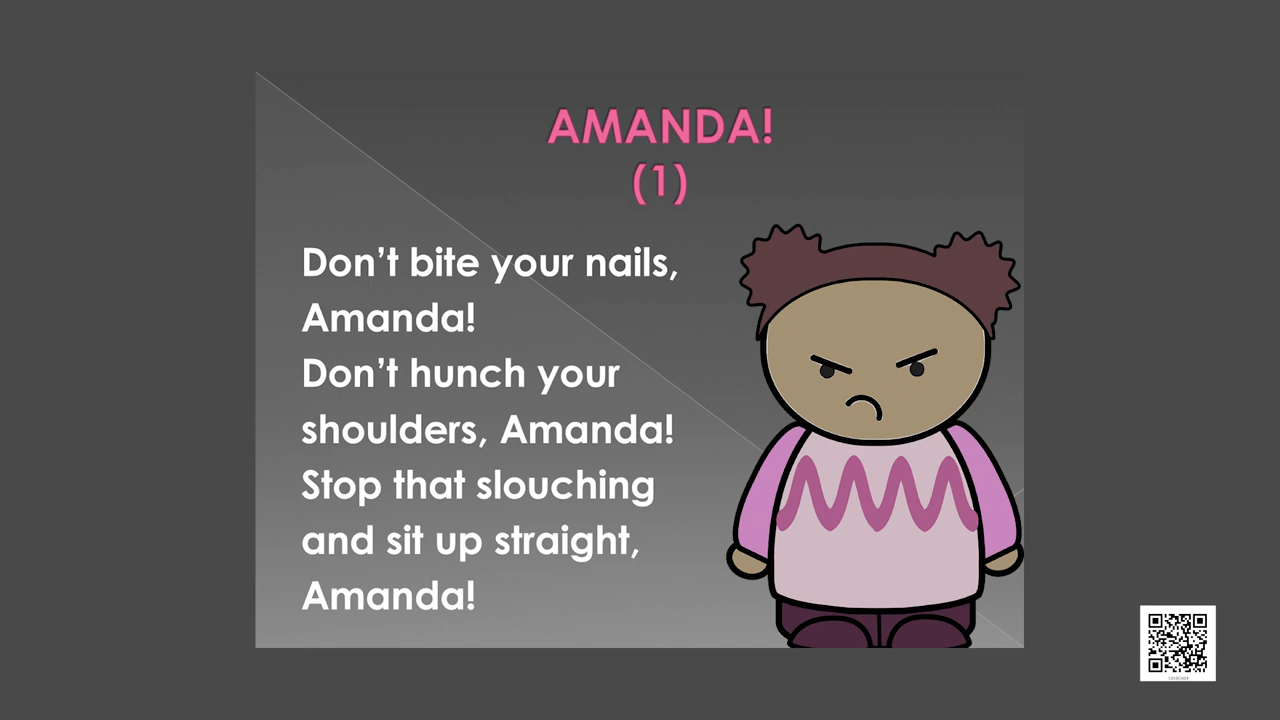 AMANDA!
(1)
Don't bite your nails,
Amanda!
Don't hunch your
shoulders, Amanda!
Stop that slouching
and sit up straight,
Amanda!